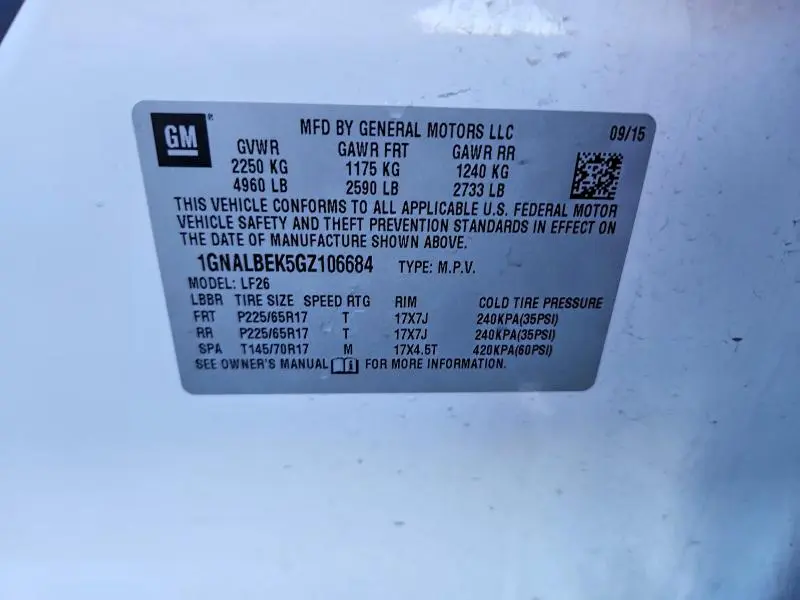 GM® MFD BY GENERAL MOTORS LLC 09/15
GVWR GAWR FRT GAWR RR
2250 KG 1175 KG 1240 KG
4960 LB 2590 LB 2733 LB
THIS VEHICLE CONFORMS TO ALL APPLICABLE U.S. FEDERAL MOTOR
VEHICLE SAFETY AND THEFT PREVENTION STANDARDS IN EFFECT ON
THE DATE OF MANUFACTURE SHOWN ABOVE.
1GNALBEK5GZ106684 TYPE: M.P.V.
MODEL: LF26
LBBR TIRE SIZE SPEED RTG RIM COLD TIRE PRESSURE
FRT P225/65R17 T 17X7J 240KPA(35PSI)
RR P225/65R17 T 17X7J 240KPA(35PSI)
SPA T145/70R17 M 17X4.5T 420KPA(60PSI)
SEE OWNER'S MANUAL FOR MORE INFORMATION.